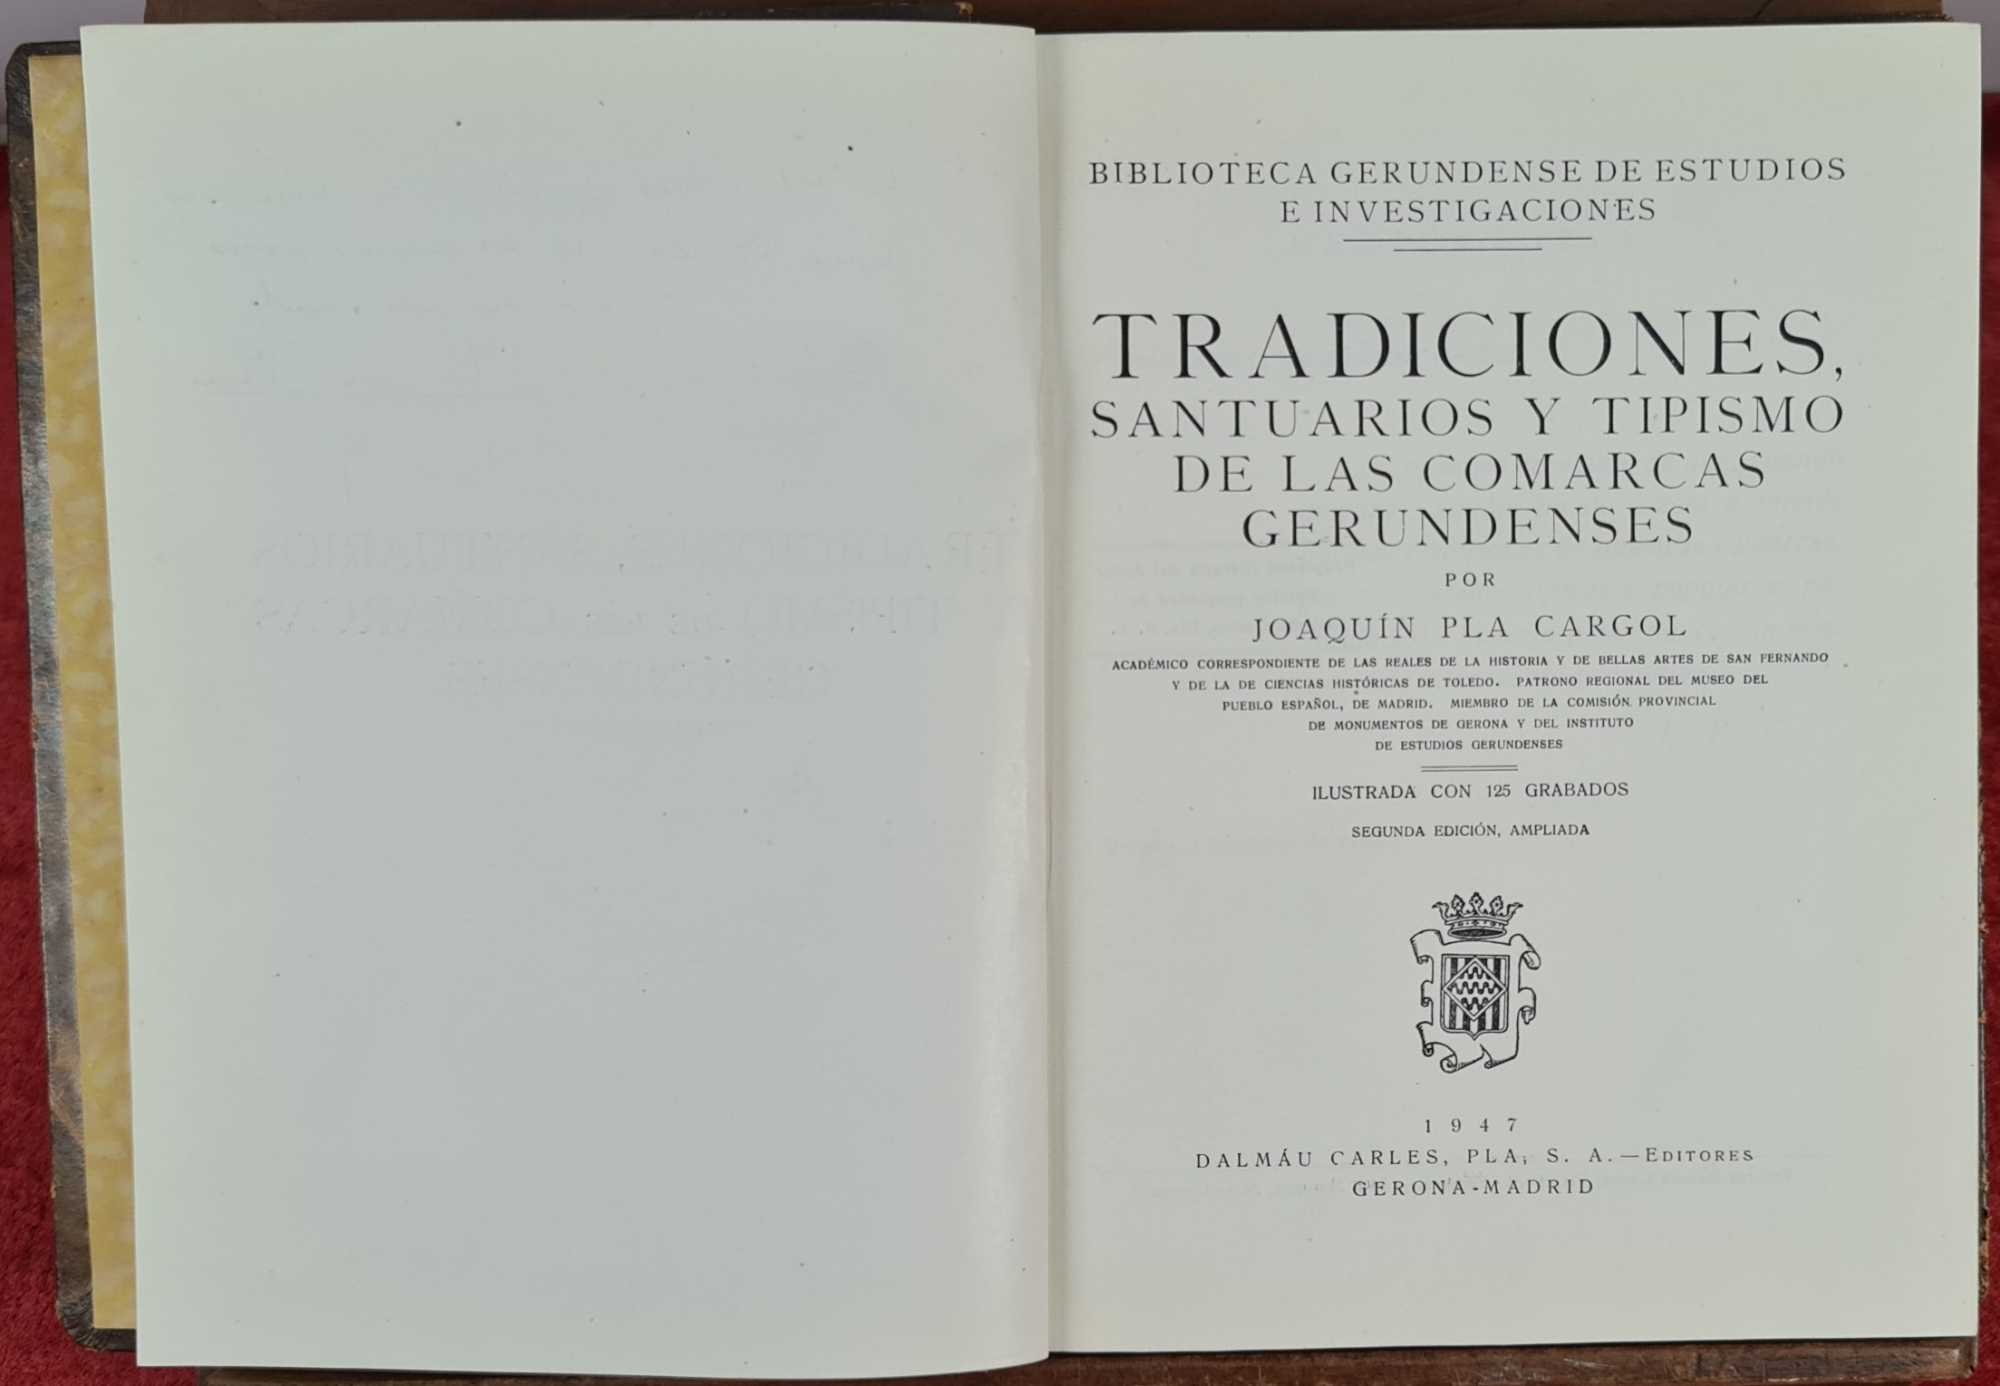 BIBLIOTECA GERUNDENSE DE ESTUDIOS
E INVESTIGACIONES
TRADICIONES,
SANTUARIOS Y TIPISMO
DE LAS COMARCAS
GERUNDENSES
POR
JOAQUÍN PLA CARGOL
ACADÉMICO CORRESPONDIENTE DE LAS REALES DE LA HISTORIA Y DE BELLAS ARTES DE SAN FERNANDO
Y DE LA DE CIENCIAS HISTÓRICAS DE TOLEDO. PATRONO REGIONAL DEL MUSEO DEL
PUEBLO ESPAÑOL, DE MADRID. MIEMBRO DE LA COMISIÓN PROVINCIAL
DE MONUMENTOS DE GERONA Y DEL INSTITUTO
DE ESTUDIOS GERUNDENSES
ILUSTRADA CON 125 GRABADOS
SEGUNDA EDICIÓN, AMPLIADA
1947
DALMÁU CARLES, PLA, S. A.—EDITORES
GERONA-MADRID